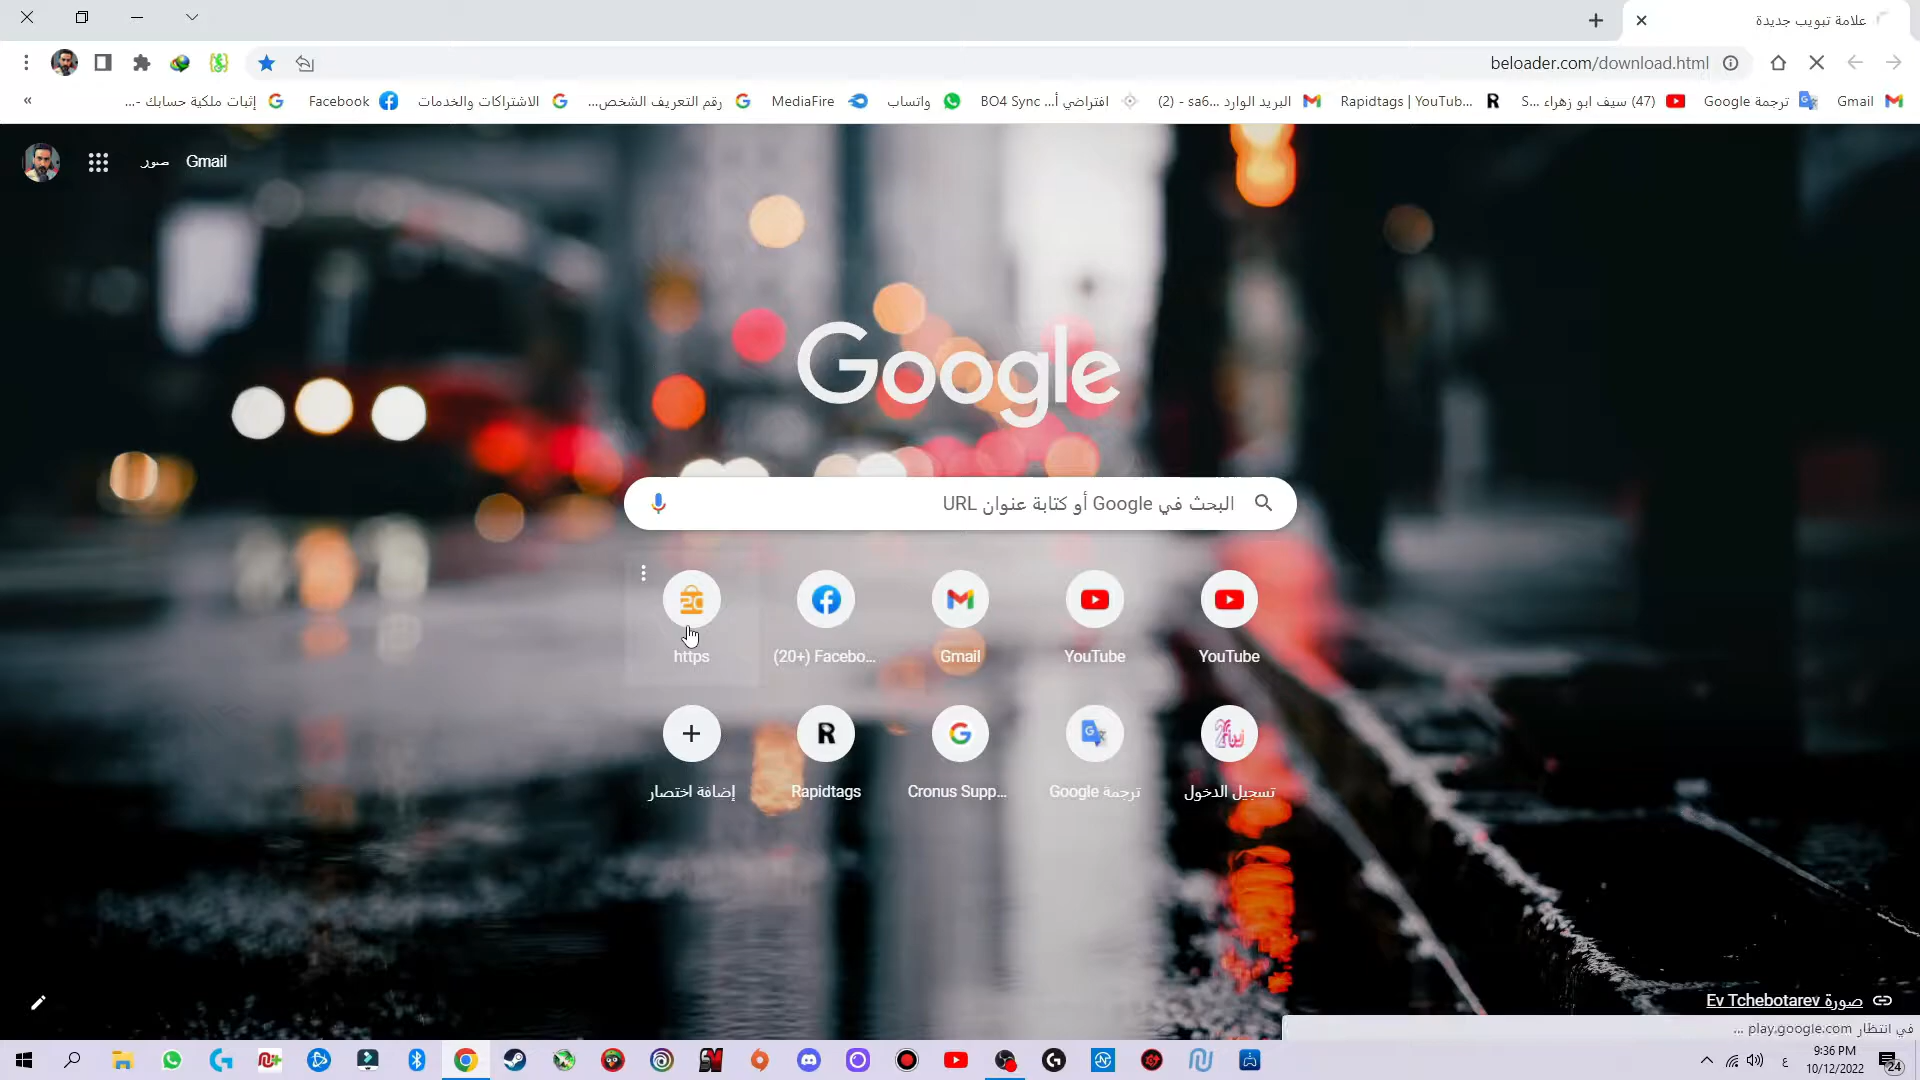 علامة تبويب جديدة
beloader.com/download.html
Gmail
ترجمة Google
(47) سيف ابو زهراء ...S
Rapidtags | YouTub...
البريد الوارد ...sa6 - (2)
افتراضي أ... BO4 Sync
واتساب
MediaFire
رقم التعريف الشخص...
الاشتراكات والخدمات
Facebook
إثبات ملكية حسابك -...
»
صور
Gmail
Google
البحث في Google أو كتابة عنوان URL
YouTube
YouTube
Gmail
(20+) Facebo...
https
تسجيل الدخول
ترجمة Google
Cronus Supp...
Rapidtags
إضافة اختصار
صورة Ev Tchebotarev
في انتظار play.google.com ...
9:36 PM
10/12/2022
ع
24